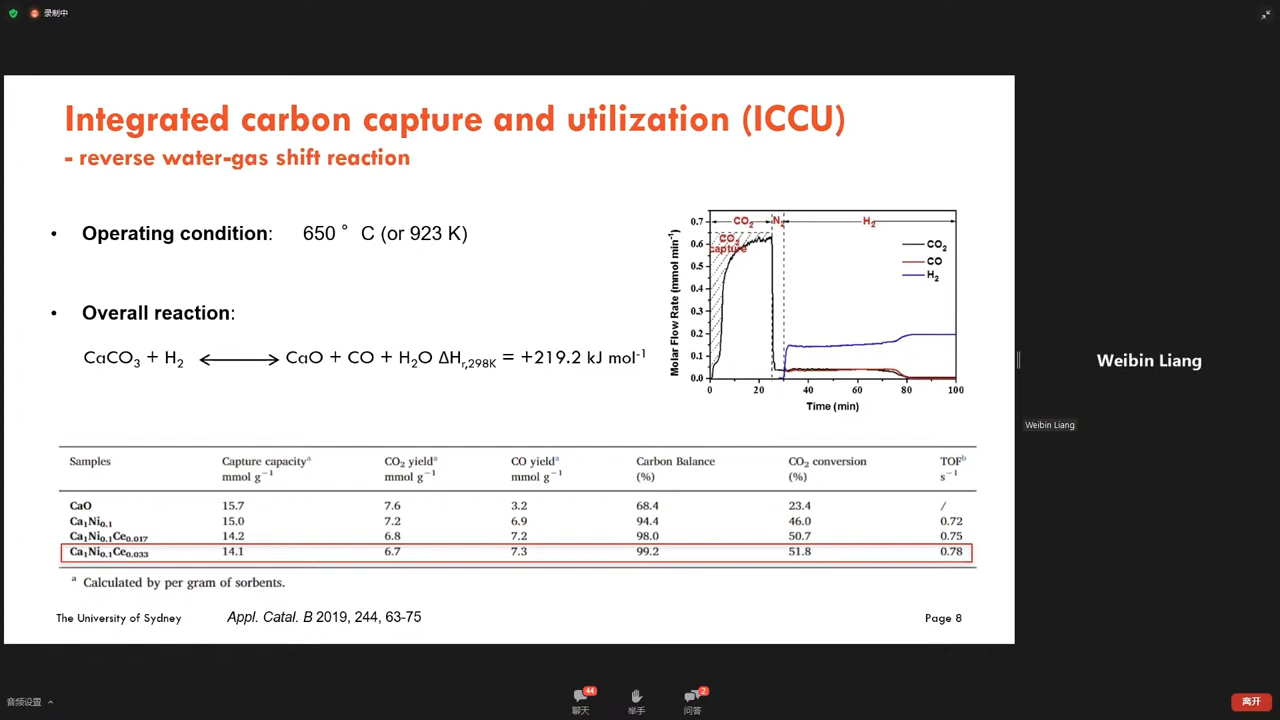 录制中
Integrated carbon capture and utilization (ICCU)
- reverse water-gas shift reaction
• Operating condition: 650 ° C (or 923 K)
• Overall reaction:
CaCO₃ + H₂ ⟷ CaO + CO + H₂O ΔHr,298K = +219.2 kJ mol⁻¹
CO₂ N₂ H₂
CO₂ capture
CO₂
CO
H₂
Molar Flow Rate (mmol min⁻¹)
0.7
0.6
0.5
0.4
0.3
0.2
0.1
0.0
0 20 40 60 80 100
Time (min)
Weibin Liang
Weibin Liang
Samples Capture capacityᵃ CO₂ yieldᵃ CO yieldᵃ Carbon Balance CO₂ conversion TOFᵇ
mmol g⁻¹ mmol g⁻¹ mmol g⁻¹ (%) (%) s⁻¹
CaO 15.7 7.6 3.2 68.4 23.4 /
Ca₁Ni₀.₁ 15.0 7.2 6.9 94.4 46.0 0.72
Ca₁Ni₀.₁Ce₀.₀₁₇ 14.2 6.8 7.2 98.0 50.7 0.75
Ca₁Ni₀.₁Ce₀.₀₃₃ 14.1 6.7 7.3 99.2 51.8 0.78
ᵃ Calculated by per gram of sorbents.
The University of Sydney Appl. Catal. B 2019, 244, 63-75 Page 8
音频设置 44 聊天 举手 2 问答 离开